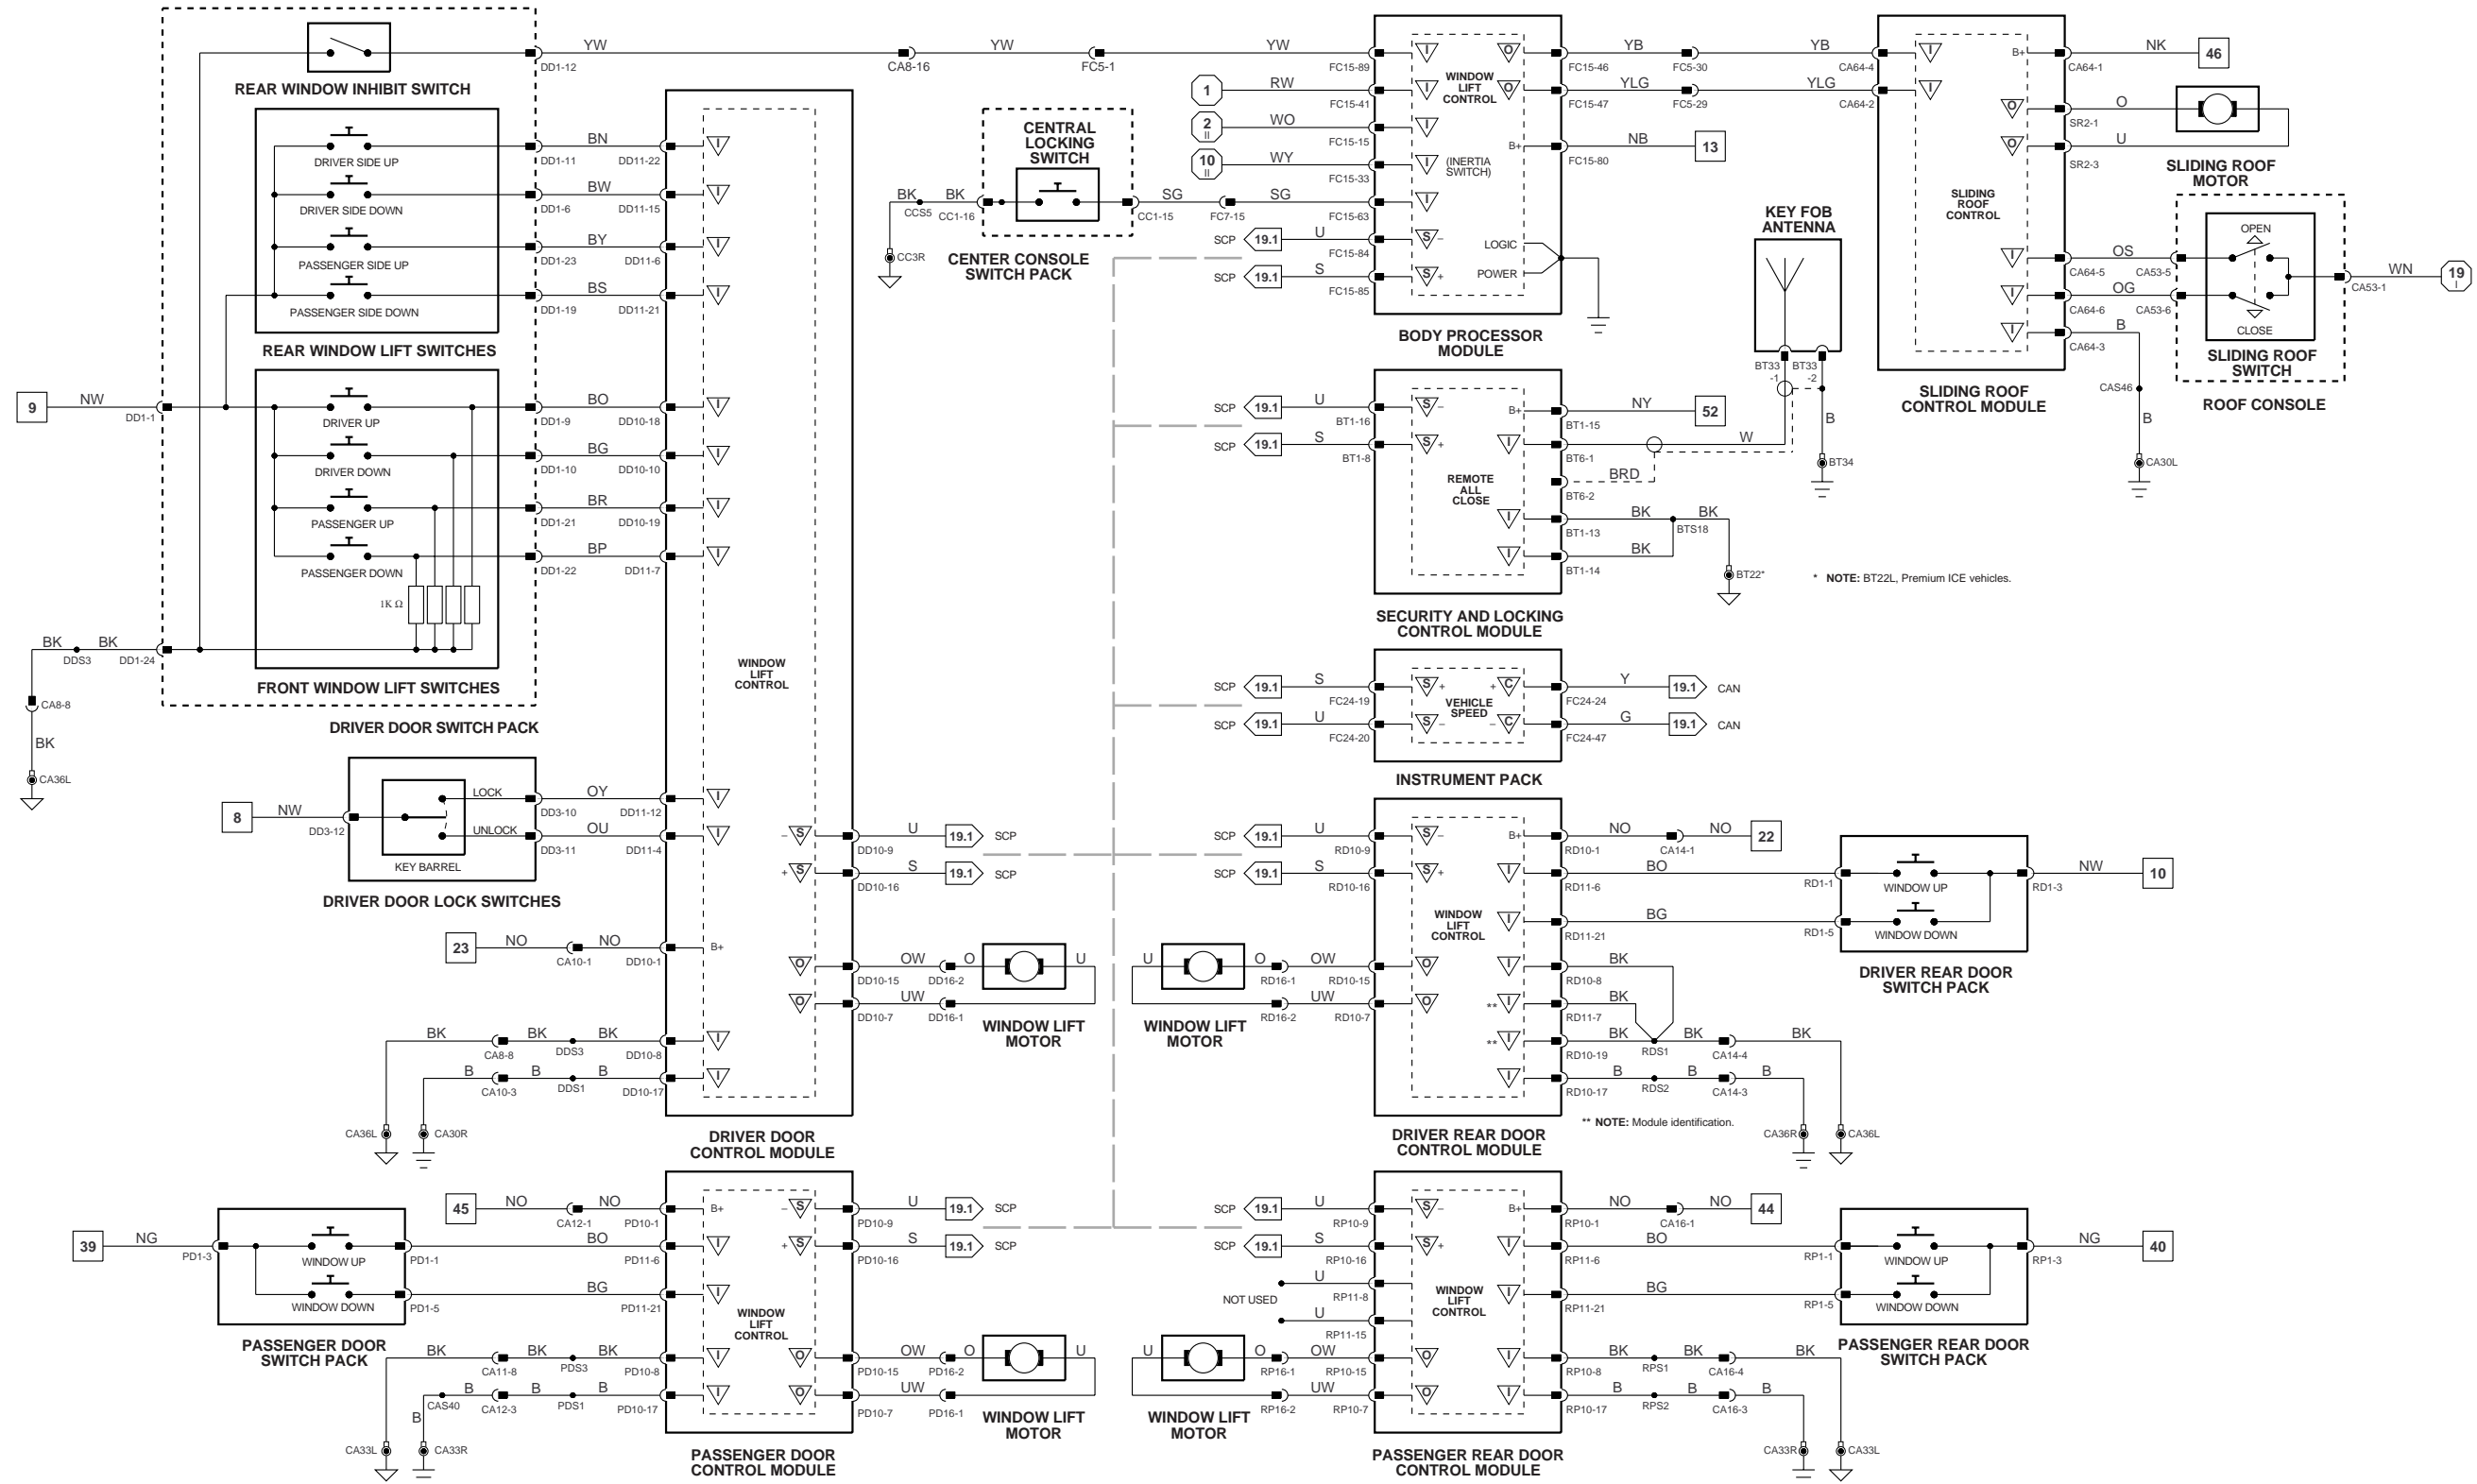 YW
DD1-12
CA8-16
YW
FC5-1
YW
FC15-89
REAR WINDOW INHIBIT SWITCH
DRIVER SIDE UP
BN
DD1-11
DD11-22
DRIVER SIDE DOWN
BW
DD1-6
DD11-15
PASSENGER SIDE UP
BY
DD1-23
DD11-6
PASSENGER SIDE DOWN
BS
DD1-19
DD11-21
REAR WINDOW LIFT SWITCHES
9
NW
DD1-1
DRIVER UP
BO
DD1-9
DD10-18
DRIVER DOWN
BG
DD1-10
DD10-10
PASSENGER UP
BR
DD1-21
DD10-19
PASSENGER DOWN
BP
DD1-22
DD11-7
1K Ω
BK
DDS3
BK
DD1-24
CA8-8
BK
CA36L
FRONT WINDOW LIFT SWITCHES
DRIVER DOOR SWITCH PACK
8
NW
DD3-12
LOCK
UNLOCK
KEY BARREL
OY
DD3-10
DD11-12
OU
DD3-11
DD11-4
DRIVER DOOR LOCK SWITCHES
23
NO
CA10-1
NO
DD10-1
B+
BK
CA8-8
BK
DDS3
BK
DD10-8
B
CA10-3
B
DDS1
B
DD10-17
CA36L
CA30R
WINDOW
LIFT
CONTROL
I
I
I
I
I
I
I
I
I
I
I
I
– S
U
DD10-9
19.1
SCP
+ S
S
DD10-16
19.1
SCP
O
OW
DD10-15
DD16-2
O
U
O
UW
DD10-7
DD16-1
WINDOW LIFT
MOTOR
DRIVER DOOR
CONTROL MODULE
39
NG
PD1-3
WINDOW UP
WINDOW DOWN
PD1-1
BO
PD11-6
PD1-5
BG
PD11-21
PASSENGER DOOR
SWITCH PACK
45
NO
CA12-1
NO
PD10-1
B+
BK
CA11-8
BK
PDS3
BK
PD10-8
CAS40
B
CA12-3
B
PDS1
B
PD10-17
B
CA33L
CA33R
WINDOW
LIFT
CONTROL
I
I
I
I
– S
U
PD10-9
19.1
SCP
+ S
S
PD10-16
19.1
SCP
O
OW
PD10-15
PD16-2
O
U
O
UW
PD10-7
PD16-1
WINDOW LIFT
MOTOR
PASSENGER DOOR
CONTROL MODULE
CENTRAL
LOCKING
SWITCH
BK
CCS5
BK
CC1-16
CC3R
CC1-15
SG
FC7-15
SG
FC15-63
CENTER CONSOLE
SWITCH PACK
1
RW
FC15-41
2
II
WO
FC15-15
10
II
WY
FC15-33
SCP
19.1
U
FC15-84
SCP
19.1
S
FC15-85
I
I
I
I
I
S –
S +
WINDOW
LIFT
CONTROL
(INERTIA
SWITCH)
LOGIC
POWER
O
O
B+
FC15-46
YB
FC5-30
YB
CA64-4
FC15-47
YLG
FC5-29
YLG
CA64-2
NB
FC15-80
13
BODY PROCESSOR
MODULE
SCP
19.1
U
BT1-16
SCP
19.1
S
BT1-8
S –
S +
REMOTE
ALL
CLOSE
B+
NY
BT1-15
52
I
W
BT6-1
BRD
BT6-2
I
BK
BT1-13
BTS18
BK
I
BK
BT1-14
BT22*
* NOTE: BT22L, Premium ICE vehicles.
SECURITY AND LOCKING
CONTROL MODULE
KEY FOB
ANTENNA
BT33
-1
BT33
-2
B
BT34
I
I
B+
NK
CA64-1
46
O
O
SR2-1
O
U
SR2-3
SLIDING ROOF
MOTOR
SLIDING
ROOF
CONTROL
I
OS
CA64-5
CA53-5
I
OG
CA64-6
CA53-6
I
B
CA64-3
CAS46
B
CA30L
SLIDING ROOF
CONTROL MODULE
OPEN
CLOSE
SLIDING ROOF
SWITCH
ROOF CONSOLE
WN
CA53-1
19
I
SCP
19.1
S
FC24-19
SCP
19.1
U
FC24-20
S +
S –
VEHICLE
SPEED
+ C
– C
Y
FC24-24
19.1
CAN
G
FC24-47
19.1
CAN
INSTRUMENT PACK
SCP
19.1
U
RD10-9
SCP
19.1
S
RD10-16
S –
S +
WINDOW
LIFT
CONTROL
U
O
RD16-1
OW
RD10-15
O
RD16-2
UW
RD10-7
O
WINDOW LIFT
MOTOR
B+
NO
RD10-1
CA14-1
NO
22
I
BO
RD11-6
RD1-1
I
BG
RD11-21
RD1-5
WINDOW UP
WINDOW DOWN
NW
RD1-3
10
DRIVER REAR DOOR
SWITCH PACK
I
BK
RD10-8
** I
BK
RD11-7
** I
BK
RD10-19
RDS1
BK
CA14-4
BK
I
B
RD10-17
RDS2
B
CA14-3
B
** NOTE: Module identification.
CA36R
CA36L
DRIVER REAR DOOR
CONTROL MODULE
SCP
19.1
U
RP10-9
SCP
19.1
S
RP10-16
U
RP11-8
NOT USED
U
RP11-15
S –
S +
WINDOW
LIFT
CONTROL
U
O
RP16-1
OW
RP10-15
O
RP16-2
UW
RP10-7
O
WINDOW LIFT
MOTOR
B+
NO
RP10-1
CA16-1
NO
44
I
BO
RP11-6
RP1-1
I
BG
RP11-21
RP1-5
WINDOW UP
WINDOW DOWN
NG
RP1-3
40
PASSENGER REAR DOOR
SWITCH PACK
I
BK
RP10-8
RPS1
BK
CA16-4
BK
I
B
RP10-17
RPS2
B
CA16-3
B
CA33R
CA33L
PASSENGER REAR DOOR
CONTROL MODULE